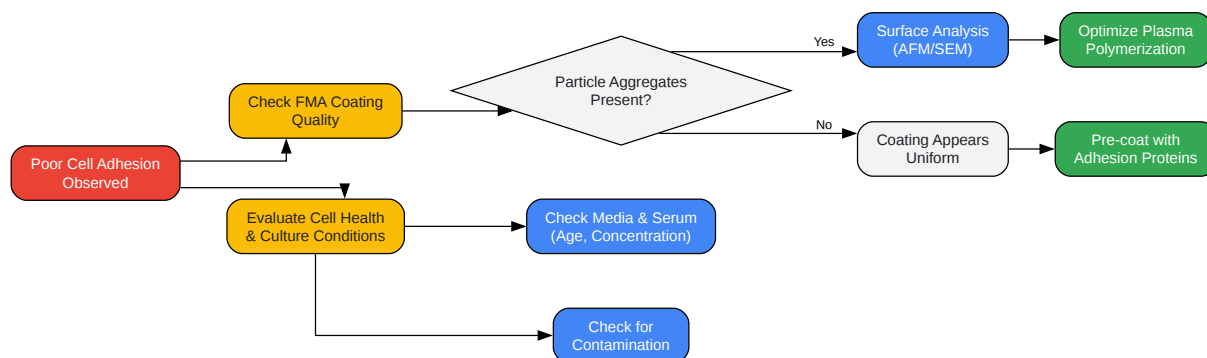 Poor Cell Adhesion
Observed
Check FMA Coating
Quality
Particle Aggregates
Present?
Yes
Surface Analysis
(AFM/SEM)
Optimize Plasma
Polymerization
No
Coating Appears
Uniform
Pre-coat with
Adhesion Proteins
Evaluate Cell Health
& Culture Conditions
Check Media & Serum
(Age, Concentration)
Check for
Contamination